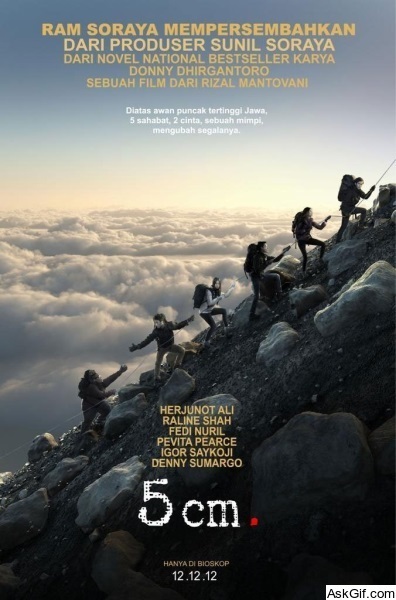 RAM SORAYA MEMPERSEMBAHKAN
DARI PRODUSER SUNIL SORAYA
DARI NOVEL NATIONAL BESTSELLER KARYA
DONNY DHIRGANTORO
SEBUAH FILM DARI RIZAL MANTOVANI
Diatas awan puncak tertinggi Jawa,
5 sahabat, 2 cinta, sebuah mimpi,
mengubah segalanya.
HERJUNOT ALI
RALINE SHAH
FEDI NURIL
PEVITA PEARCE
IGOR SAYKOJI
DENNY SUMARGO
5 cm.
HANYA DI BIOSKOP
12.12.12
AskGif.com